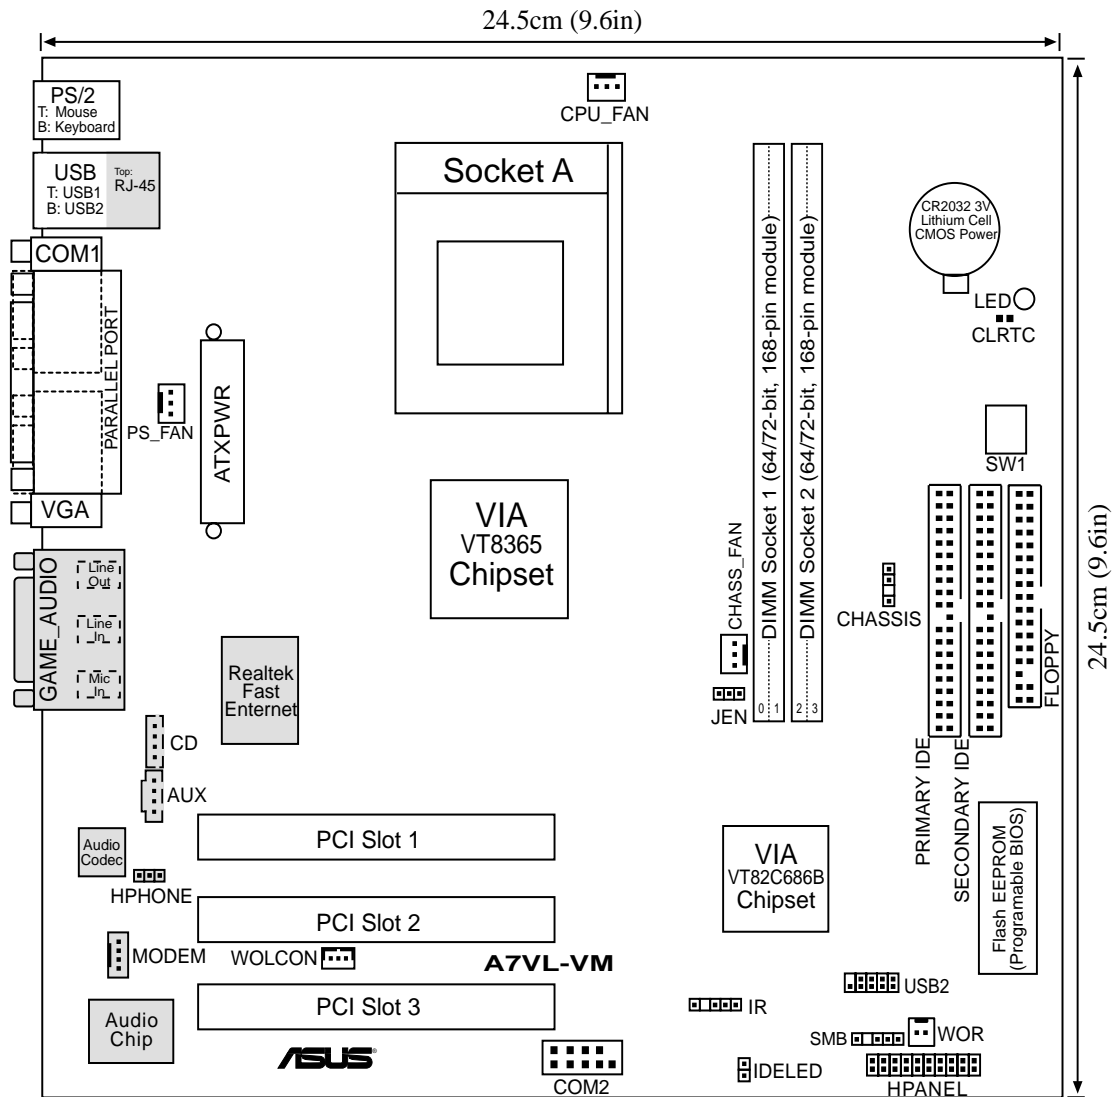 24.5cm (9.6in)
PS/2
T: Mouse
B: Keyboard
CPU_FAN
USB
T: USB1
B: USB2
Top:
RJ-45
Socket A
CR2032 3V
Lithium Cell
CMOS Power
COM1
LED
CLRTC
PARALLEL PORT
PS_FAN
ATXPWR
DIMM Socket 1 (64/72-bit, 168-pin module)
DIMM Socket 2 (64/72-bit, 168-pin module)
SW1
VGA
VIA
VT8365
Chipset
CHASS_FAN
CHASSIS
24.5cm (9.6in)
GAME_AUDIO
Line
Out
Line
In
Mic
In
Realtek
Fast
Enternet
JEN
0 1
2 3
FLOPPY
PRIMARY IDE
SECONDARY IDE
CD
AUX
PCI Slot 1
Audio
Codec
HPHONE
VIA
VT82C686B
Chipset
Flash EEPROM
(Programable BIOS)
PCI Slot 2
MODEM
WOLCON
A7VL-VM
USB2
PCI Slot 3
IR
Audio
Chip
SMB
WOR
ASUS
COM2
IDELED
HPANEL